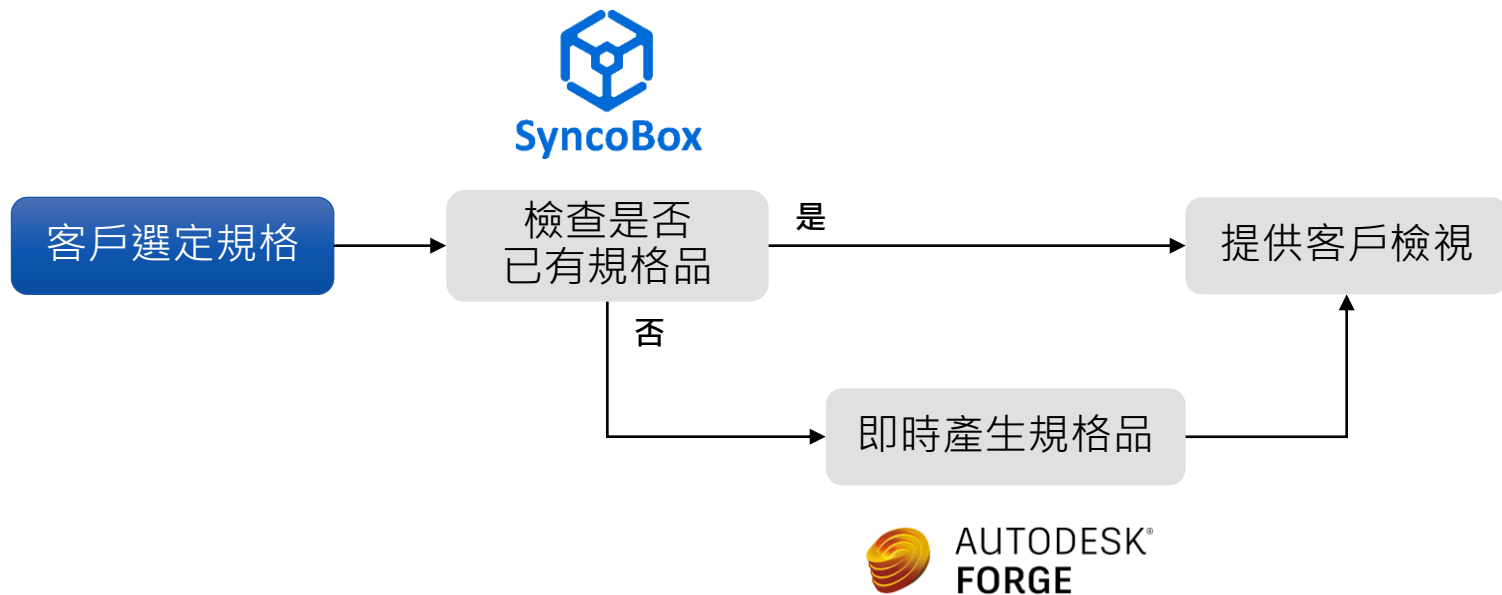 SyncoBox
客戶選定規格
檢查是否
已有規格品
是
提供客戶檢視
否
即時產生規格品
AUTODESK®
FORGE